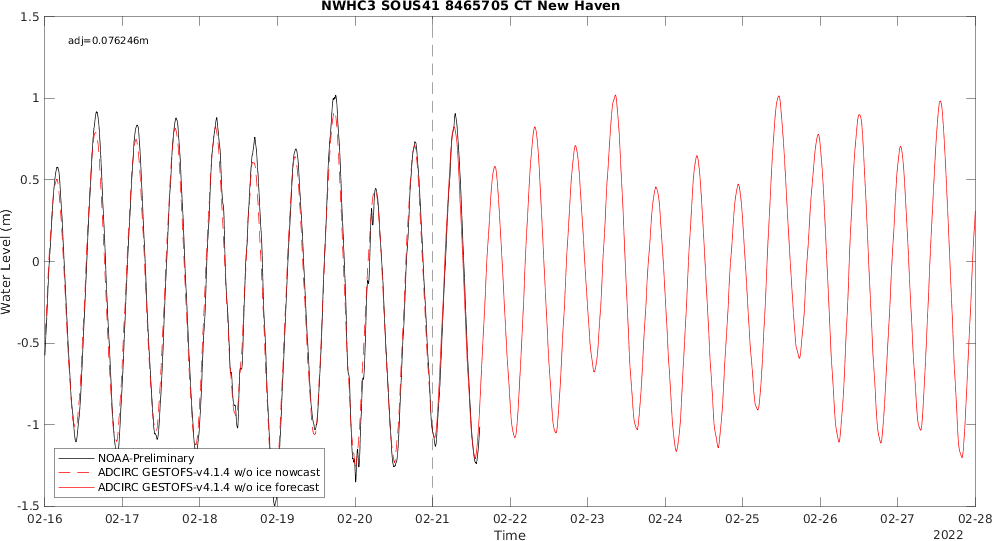 NWHC3 SOUS41 8465705 CT New Haven
adj=0.076246m
1.5
1
0.5
0
-0.5
-1
-1.5
Water Level (m)
NOAA-Preliminary
ADCIRC GESTOFS-v4.1.4 w/o ice nowcast
ADCIRC GESTOFS-v4.1.4 w/o ice forecast
02-16 02-17 02-18 02-19 02-20 02-21 02-22 02-23 02-24 02-25 02-26 02-27 02-28
Time
2022